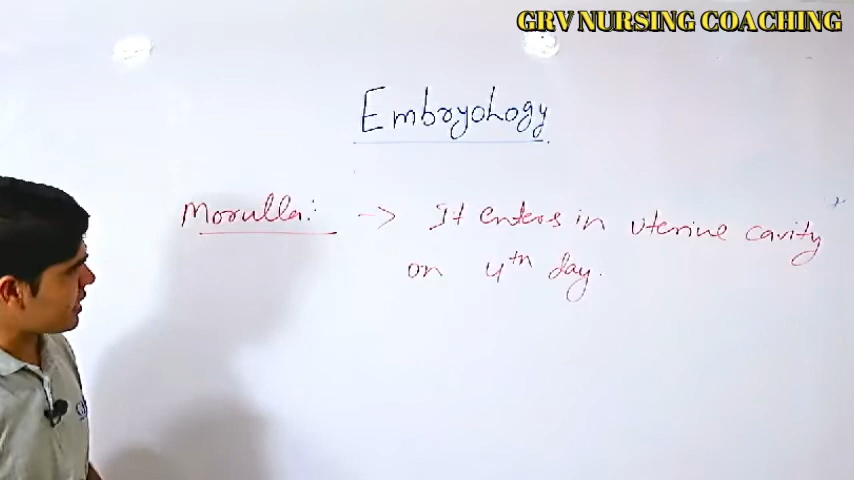 GRV NURSING COACHING
Embryology
Morulla:- → It enters in uterine cavity
on 4th day.